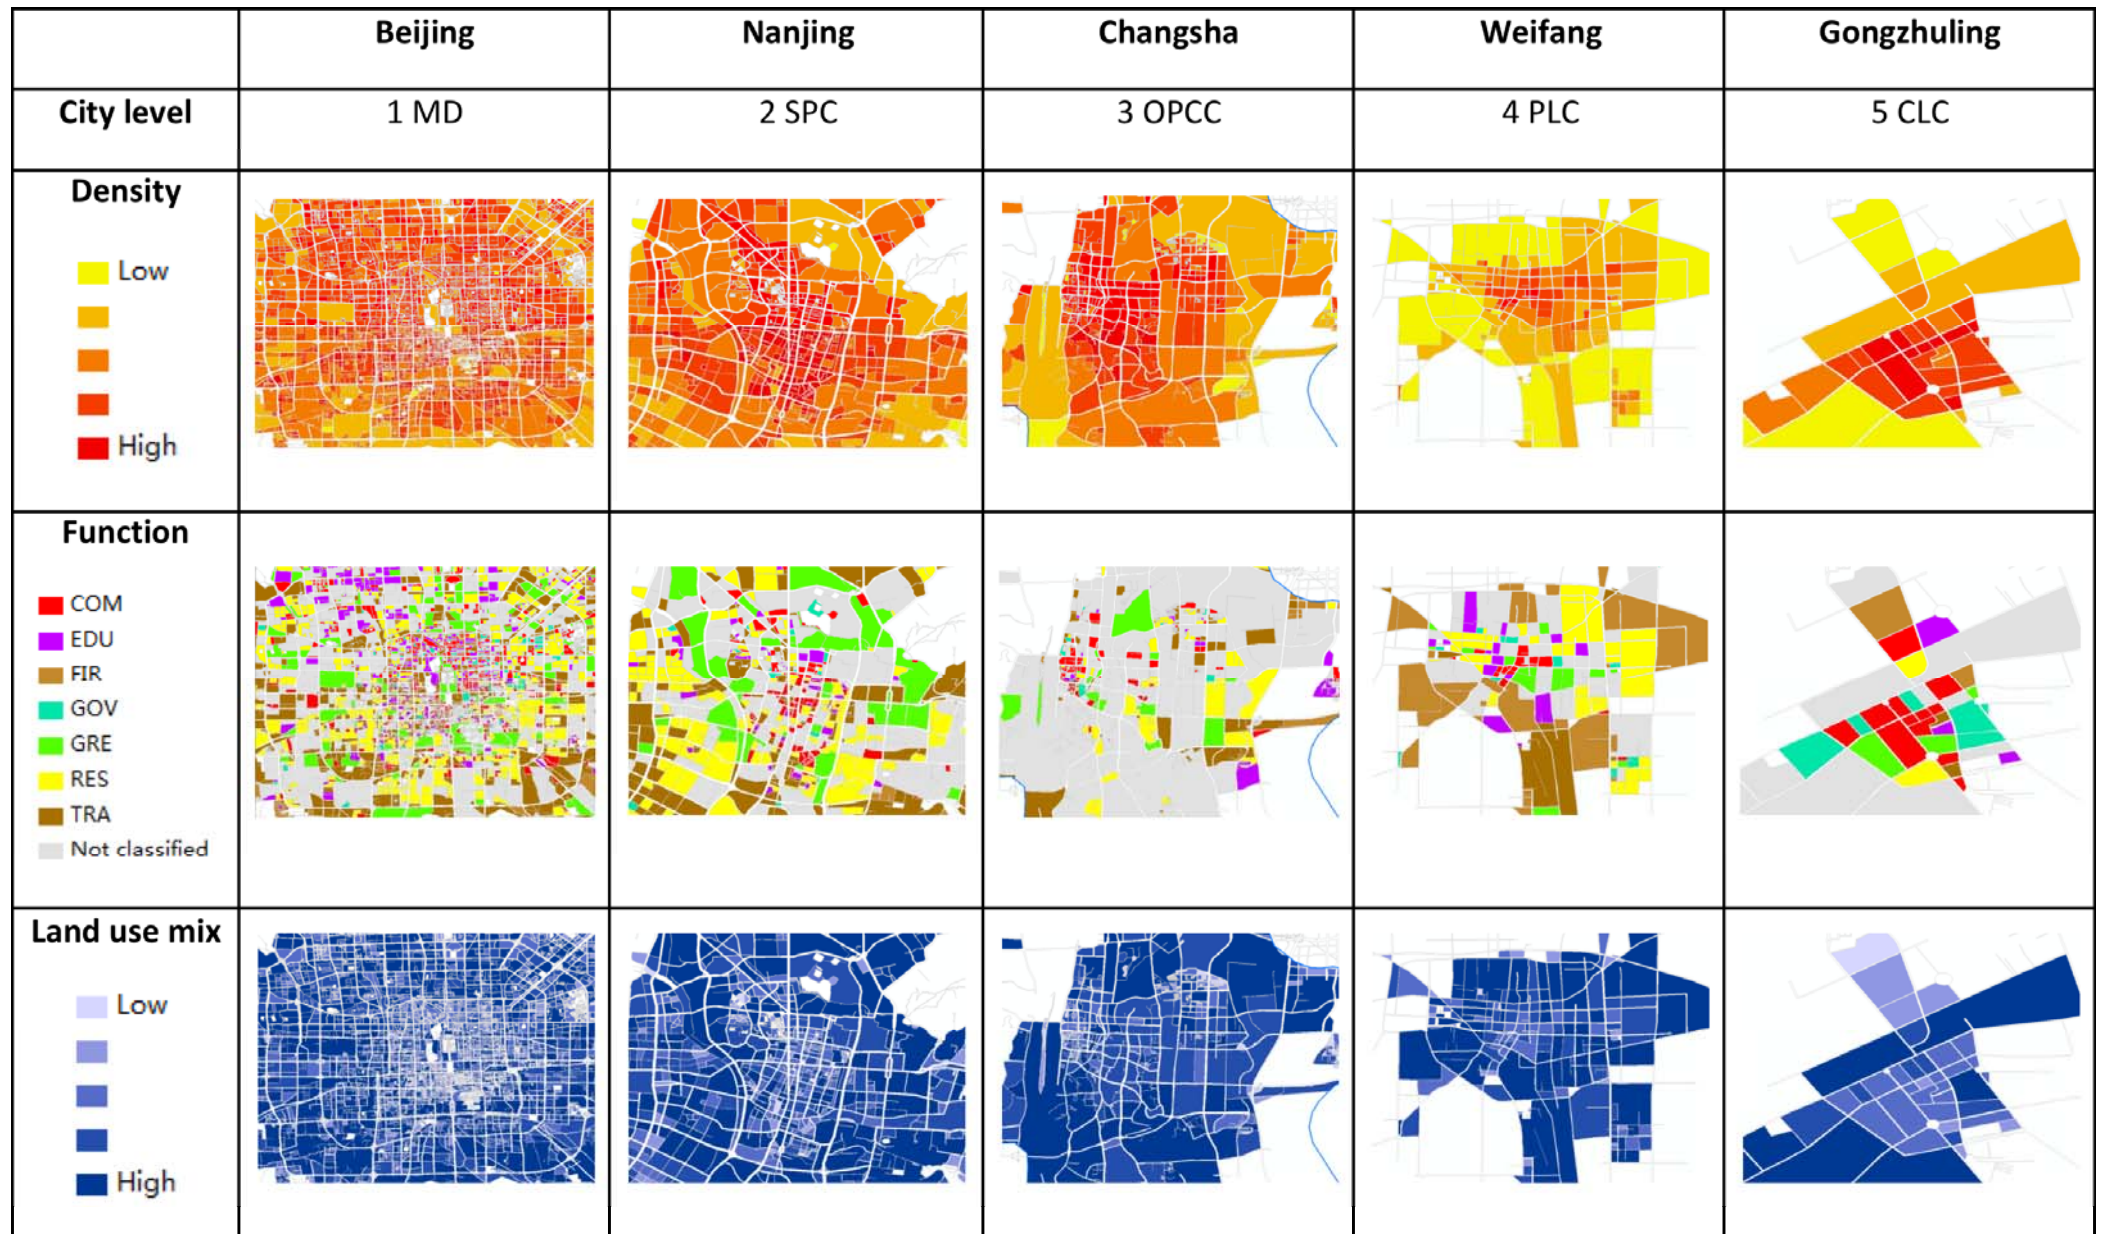 Beijing Nanjing Changsha Weifang Gongzhuling
City level 1 MD 2 SPC 3 OPCC 4 PLC 5 CLC
Density
Low
High
Function
COM
EDU
FIR
GOV
GRE
RES
TRA
Not classified
Land use mix
Low
High